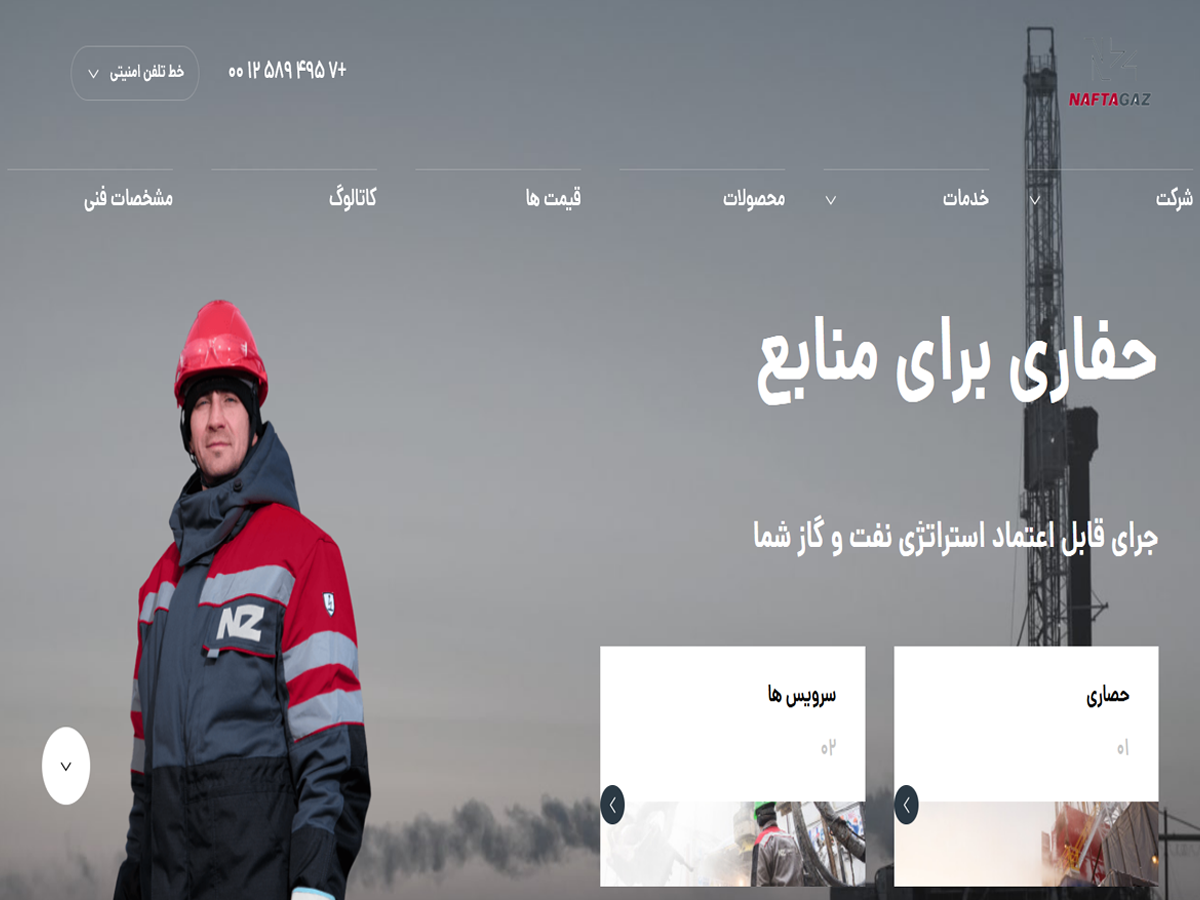 NAFTAGAZ
+۷ ۴۹۵ ۵۸۹ ۱۲ ۰۰
خط تلفن امنیتی
شرکت
خدمات
محصولات
قیمت ها
کاتالوگ
مشخصات فنی
حفاری برای منابع
جرای قابل اعتماد استراتژی نفت و گاز شما
NZ
حصاری
۰۱
سرویس ها
۰۲